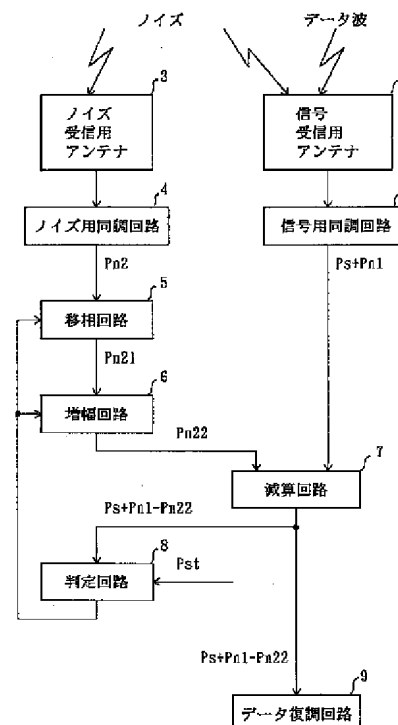 ノイズ
データ波
3
ノイズ
受信用
アンテナ
信号
受信用
アンテナ
4
ノイズ用同調回路
信号用同調回路
Pn2
Ps+Pn1
5
移相回路
Pn21
6
増幅回路
Pn22
7
減算回路
Ps+Pn1-Pn22
8
判定回路
Pst
Ps+Pn1-Pn22
9
データ復調回路